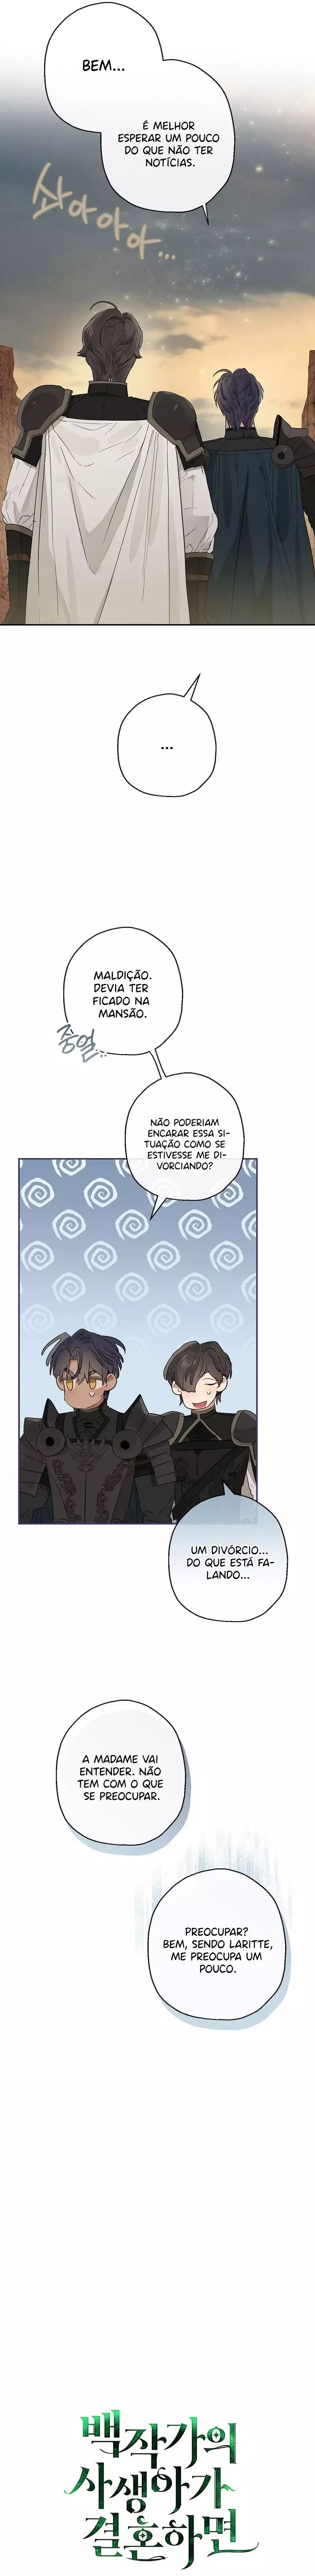 BEM...
É MELHOR
ESPERAR UM POUCO
DO QUE NÃO TER
NOTÍCIAS.
솨아아아...
...
MALDIÇÃO.
DEVIA TER
FICADO NA
MANSÃO.
중얼..
NÃO PODERIAM
ENCARAR ESSA SI-
TUAÇÃO COMO SE
ESTIVESSE ME DI-
VORCIANDO?
UM DIVÓRCIO...
DO QUE ESTÁ FA-
LANDO...
A MADAME VAI
ENTENDER. NÃO
TEM COM O QUE
SE PREOCUPAR.
PREOCUPAR?
BEM, SENDO LARITTE,
ME PREOCUPA UM
POUCO.
백작가의
사생아가
결혼하면